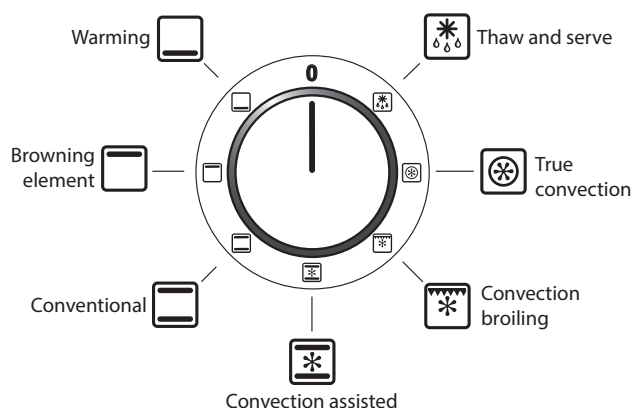 Warming
Thaw and serve
0
Browning
element
True
convection
Conventional
Convection
broiling
Convection assisted